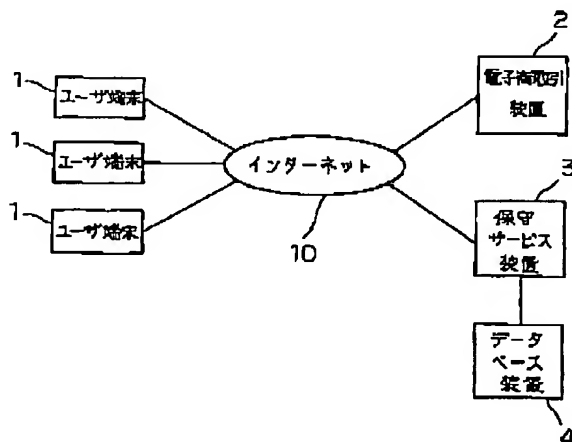 1
ユーザ端末
1
ユーザ端末
1
ユーザ端末
インターネット
10
2
電子商取引
装置
3
保守
サービス
装置
データ
ベース
装置
4